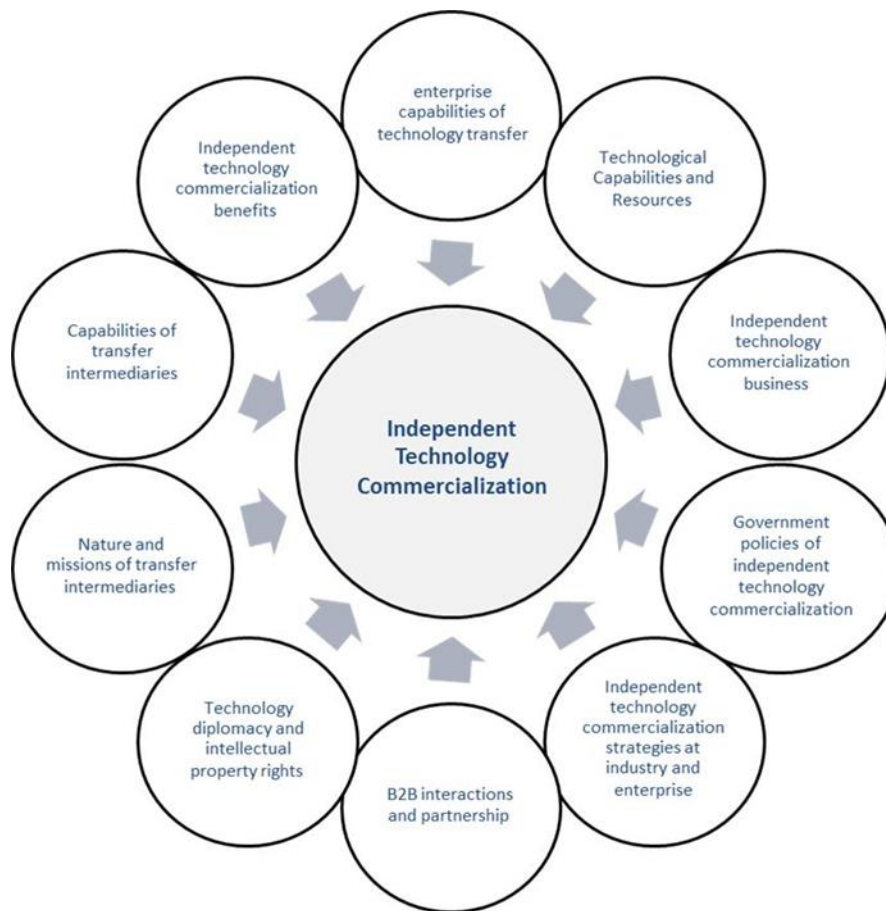 enterprise
capabilities of
technology transfer
Technological
Capabilities and
Resources
Independent
technology
commercialization
business
Government
policies of
independent
technology
commercialization
Independent
technology
commercialization
strategies at
industry and
enterprise
B2B interactions
and partnership
Technology
diplomacy and
intellectual
property rights
Nature and
missions of transfer
intermediaries
Capabilities of
transfer
intermediaries
Independent
technology
commercialization
benefits
Independent
Technology
Commercialization